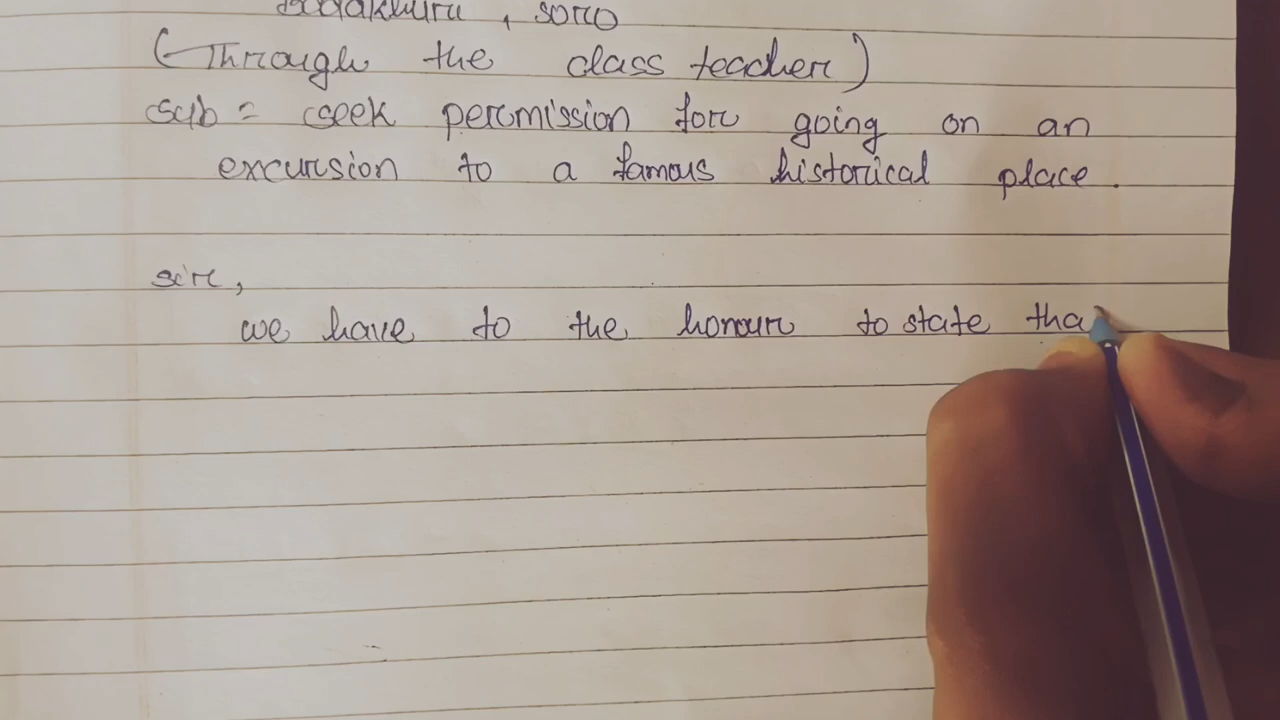 , soro
(Through the class teacher)
sub = seek permission for going on an
excursion to a famous historical place.
sir,
we have to the honour to state tha